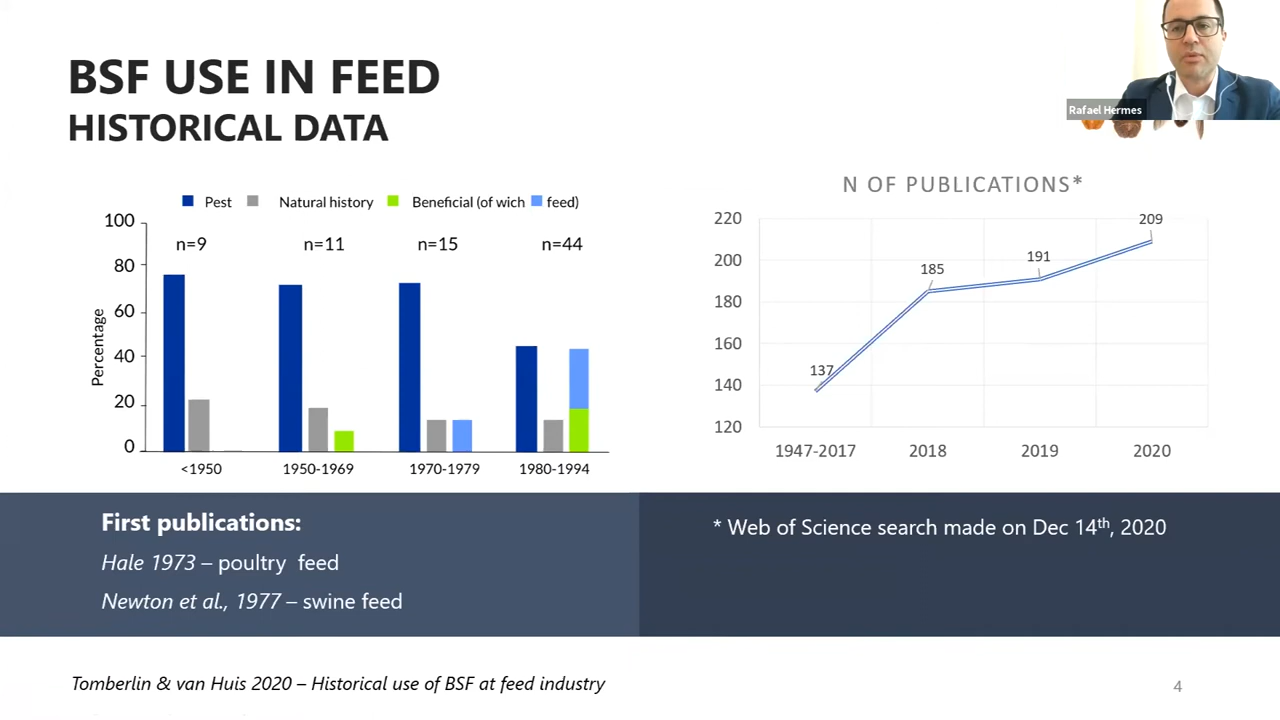 BSF USE IN FEED
HISTORICAL DATA
Rafael Hermes
Pest Natural history Beneficial (of wich feed)
100
80
60
40
20
0
Percentage
n=9 n=11 n=15 n=44
<1950 1950-1969 1970-1979 1980-1994
N OF PUBLICATIONS*
220
200
180
160
140
120
137
185
191
209
1947-2017 2018 2019 2020
First publications:
Hale 1973 – poultry feed
Newton et al., 1977 – swine feed
* Web of Science search made on Dec 14th, 2020
Tomberlin & van Huis 2020 – Historical use of BSF at feed industry
4